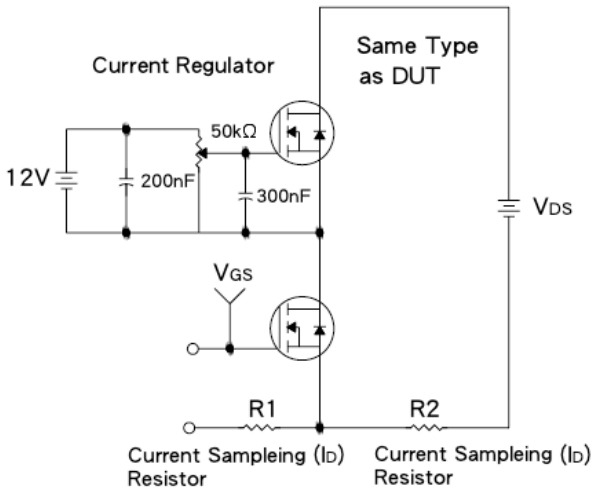 Same Type
as DUT
Current Regulator
50kΩ
12V
200nF
300nF
VDS
VGS
R1
R2
Current Sampleing (ID)
Resistor
Current Sampleing (ID)
Resistor